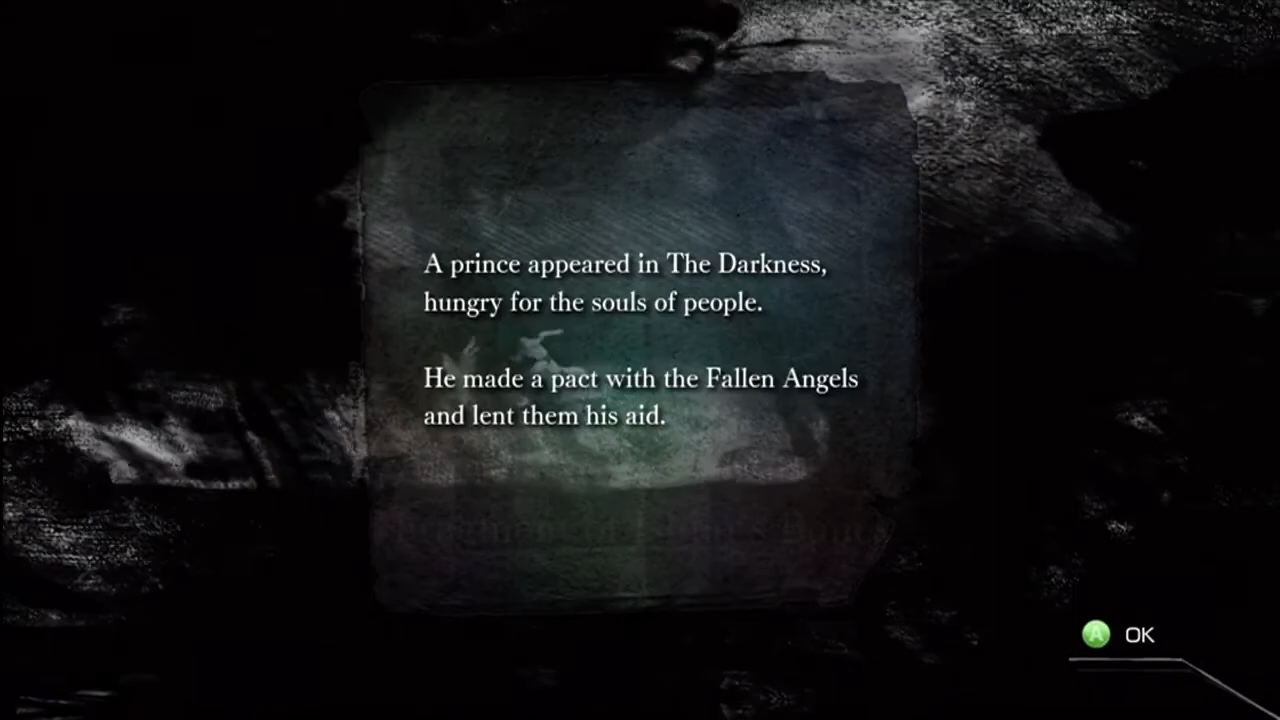 A prince appeared in The Darkness,
hungry for the souls of people.
He made a pact with the Fallen Angels
and lent them his aid.
A OK